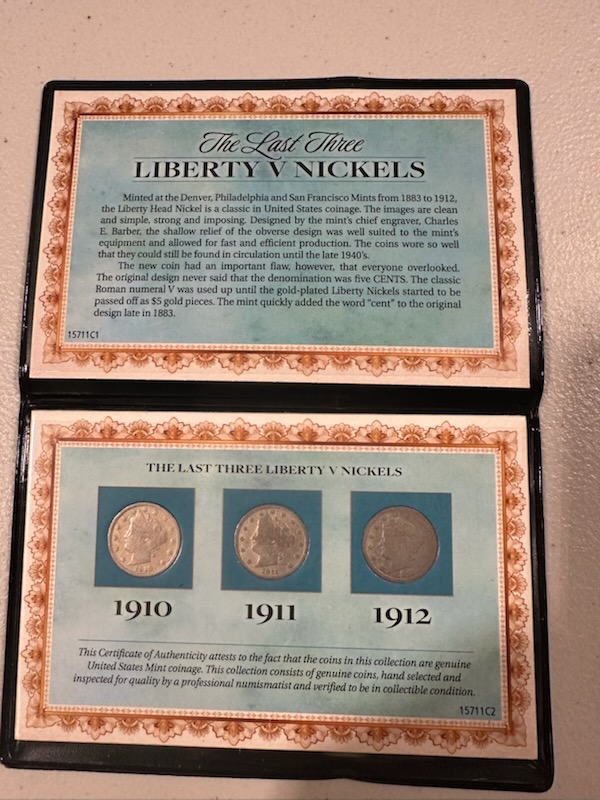 The Last Three
LIBERTY V NICKELS
Minted at the Denver, Philadelphia and San Francisco Mints from 1883 to 1912,
the Liberty Head Nickel is a classic in United States coinage. The images are clean
and simple, strong and imposing. Designed by the mint's chief engraver, Charles
E. Barber, the shallow relief of the obverse design was well suited to the mint's
equipment and allowed for fast and efficient production. The coins wore so well
that they could still be found in circulation until the late 1940's.
The new coin had an important flaw, however, that everyone overlooked.
The original design never said that the denomination was five CENTS. The classic
Roman numeral V was used up until the gold-plated Liberty Nickels started to be
passed off as $5 gold pieces. The mint quickly added the word "cent" to the original
design late in 1883.
15711C1
THE LAST THREE LIBERTY V NICKELS
1910 1911 1912
This Certificate of Authenticity attests to the fact that the coins in this collection are genuine
United States Mint coinage. This collection consists of genuine coins, hand selected and
inspected for quality by a professional numismatist and verified to be in collectible condition.
15711C2